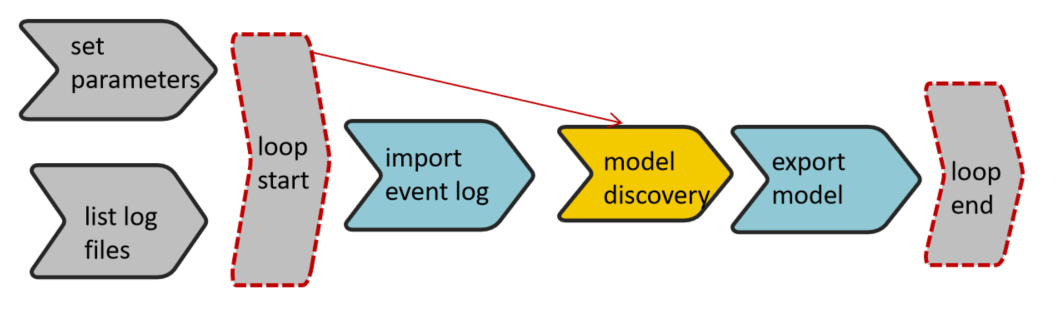 set
parameters
list log
files
loop
start
import
event log
model
discovery
export
model
loop
end